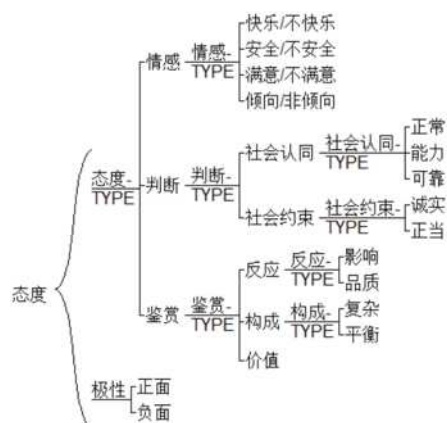 快乐/不快乐
安全/不安全
满意/不满意
倾向/非倾向
情感 情感-
TYPE
正常
能力
可靠
社会认同 社会认同-
TYPE
态度-
TYPE
判断 判断-
TYPE
社会约束 社会约束-
TYPE
诚实
正当
态度
反应 反应-
TYPE
影响
品质
鉴赏 鉴赏-
TYPE
构成 构成-
TYPE
复杂
平衡
价值
极性
正面
负面